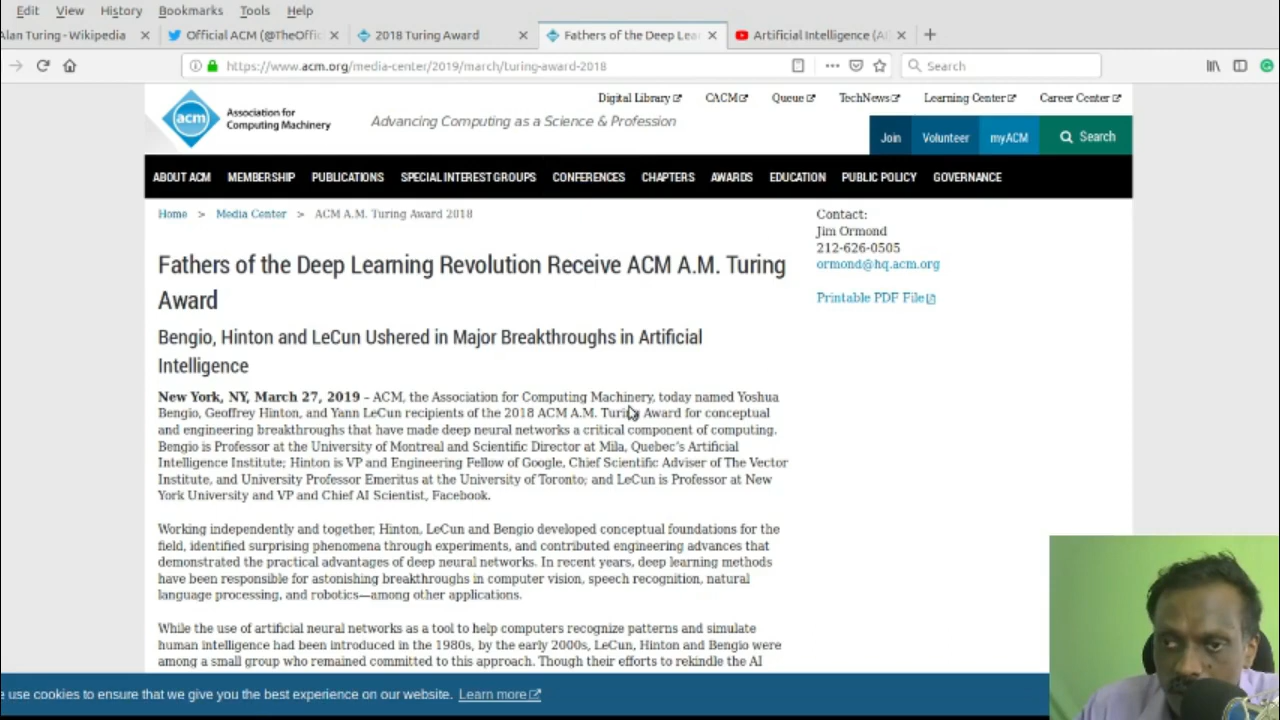 Edit View History Bookmarks Tools Help
Alan Turing - Wikipedia × Official ACM (@TheOffic × 2018 Turing Award × Fathers of the Deep Lea × Artificial Intelligence (A ×
https://www.acm.org/media-center/2019/march/turing-award-2018 Search
Digital Library CACM Queue TechNews Learning Center Career Center
acm Association for
Computing Machinery
Advancing Computing as a Science & Profession
Join Volunteer myACM Search
ABOUT ACM MEMBERSHIP PUBLICATIONS SPECIAL INTEREST GROUPS CONFERENCES CHAPTERS AWARDS EDUCATION PUBLIC POLICY GOVERNANCE
Home > Media Center > ACM A.M. Turing Award 2018
Fathers of the Deep Learning Revolution Receive ACM A.M. Turing
Award
Bengio, Hinton and LeCun Ushered in Major Breakthroughs in Artificial
Intelligence
New York, NY, March 27, 2019 – ACM, the Association for Computing Machinery, today named Yoshua
Bengio, Geoffrey Hinton, and Yann LeCun recipients of the 2018 ACM A.M. Turing Award for conceptual
and engineering breakthroughs that have made deep neural networks a critical component of computing.
Bengio is Professor at the University of Montreal and Scientific Director at Mila, Quebec's Artificial
Intelligence Institute; Hinton is VP and Engineering Fellow of Google, Chief Scientific Adviser of The Vector
Institute, and University Professor Emeritus at the University of Toronto; and LeCun is Professor at New
York University and VP and Chief AI Scientist, Facebook.
Working independently and together, Hinton, LeCun and Bengio developed conceptual foundations for the
field, identified surprising phenomena through experiments, and contributed engineering advances that
demonstrated the practical advantages of deep neural networks. In recent years, deep learning methods
have been responsible for astonishing breakthroughs in computer vision, speech recognition, natural
language processing, and robotics—among other applications.
While the use of artificial neural networks as a tool to help computers recognize patterns and simulate
human intelligence had been introduced in the 1980s, by the early 2000s, LeCun, Hinton and Bengio were
among a small group who remained committed to this approach. Though their efforts to rekindle the AI
Contact:
Jim Ormond
212-626-0505
ormond@hq.acm.org
Printable PDF File
e use cookies to ensure that we give you the best experience on our website. Learn more